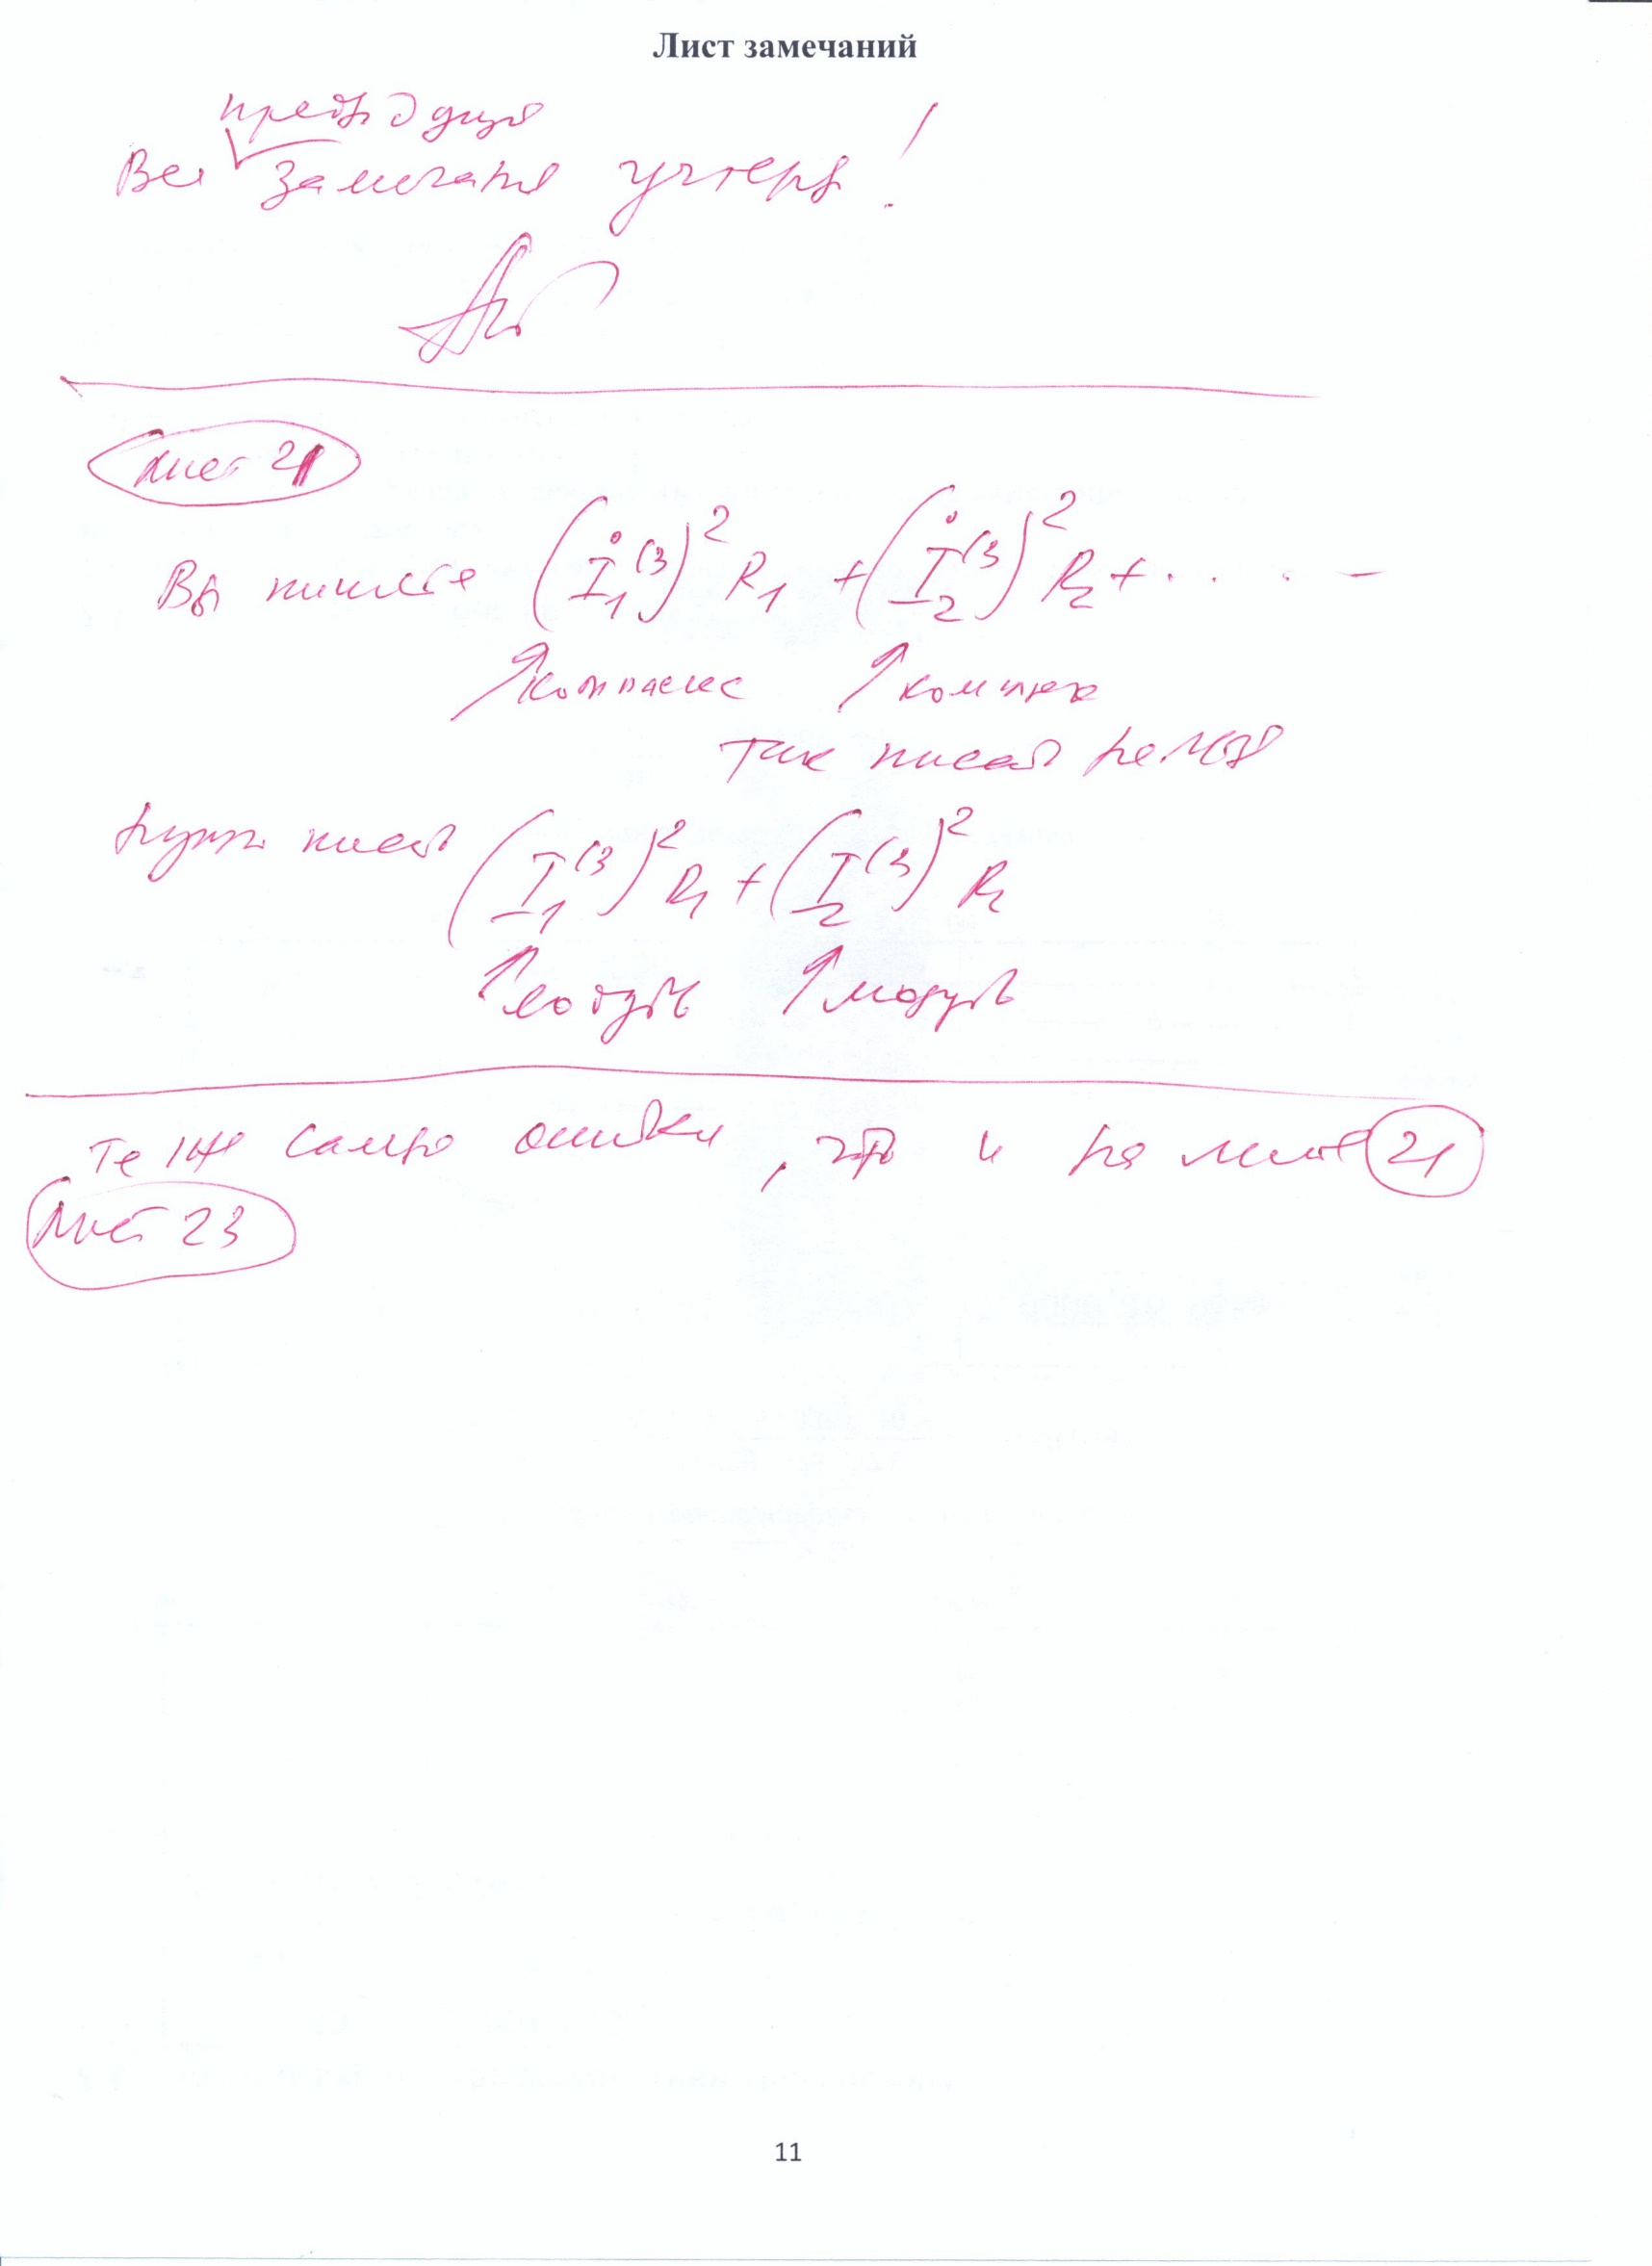 Лист замечаний
предыдущие
Все замечания учтены!
Лист 21
Вы пишете (İ₁⁽³⁾)² R₁ + (İ₂⁽³⁾)² R₂ + . . . . –
↑комплекс ↑комплекс
так писать нельзя
Нужно писать (I₁⁽³⁾)² R₁ + (I₂⁽³⁾)² R₂
↑модуль ↑модуль
Те же самые ошибки, что и на листе 21
Лист 23
11